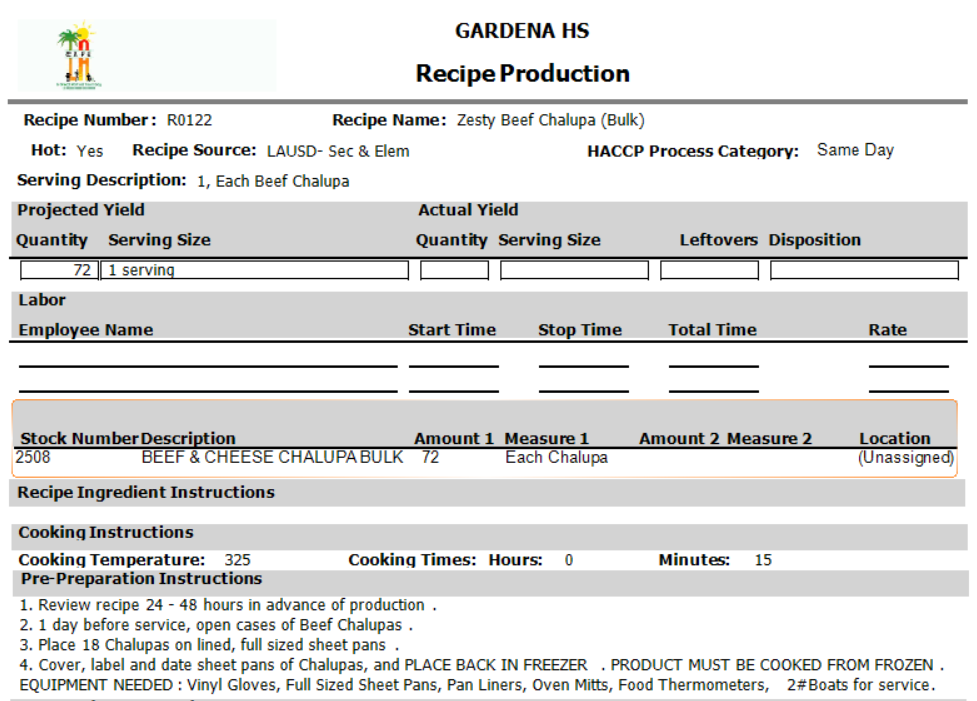 GARDENA HS
Recipe Production
Recipe Number: R0122 Recipe Name: Zesty Beef Chalupa (Bulk)
Hot: Yes Recipe Source: LAUSD- Sec & Elem HACCP Process Category: Same Day
Serving Description: 1, Each Beef Chalupa
Projected Yield Actual Yield
Quantity Serving Size Quantity Serving Size Leftovers Disposition
72 1 serving
Labor
Employee Name Start Time Stop Time Total Time Rate
Stock Number Description Amount 1 Measure 1 Amount 2 Measure 2 Location
2508 BEEF & CHEESE CHALUPA BULK 72 Each Chalupa (Unassigned)
Recipe Ingredient Instructions
Cooking Instructions
Cooking Temperature: 325 Cooking Times: Hours: 0 Minutes: 15
Pre-Preparation Instructions
1. Review recipe 24 - 48 hours in advance of production .
2. 1 day before service, open cases of Beef Chalupas .
3. Place 18 Chalupas on lined, full sized sheet pans .
4. Cover, label and date sheet pans of Chalupas, and PLACE BACK IN FREEZER . PRODUCT MUST BE COOKED FROM FROZEN .
EQUIPMENT NEEDED : Vinyl Gloves, Full Sized Sheet Pans, Pan Liners, Oven Mitts, Food Thermometers, 2#Boats for service.